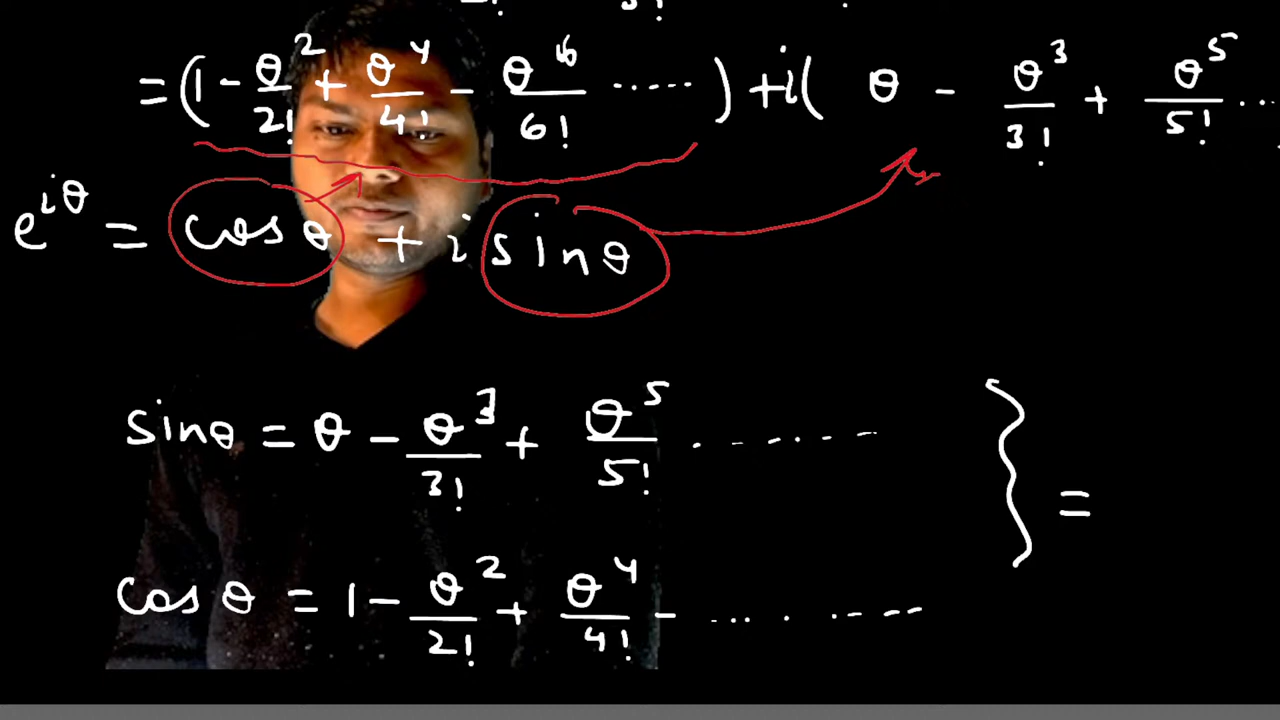 = (1 - θ²/2! + θ⁴/4! - θ⁶/6! ......) + i( θ - θ³/3! + θ⁵/5! ...
e^{iθ} = cosθ + i sinθ
sinθ = θ - θ³/3! + θ⁵/5! ........ } =
cosθ = 1 - θ²/2! + θ⁴/4! - ........